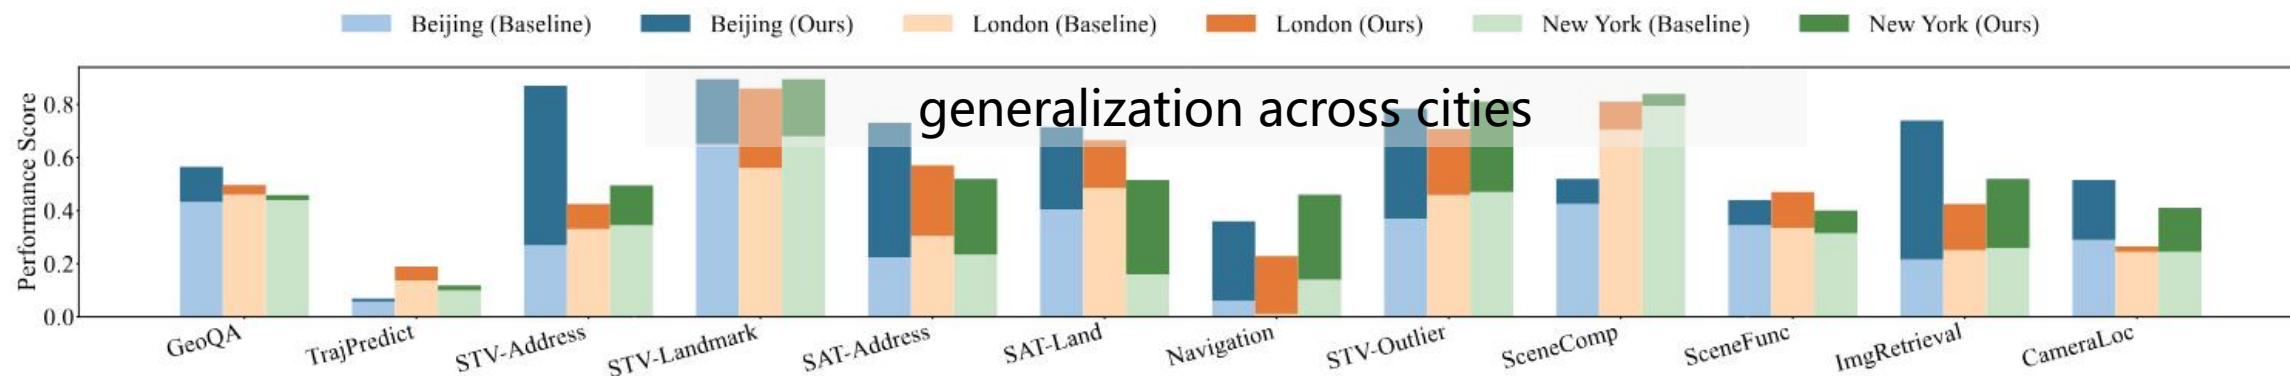 Beijing (Baseline) Beijing (Ours) London (Baseline) London (Ours) New York (Baseline) New York (Ours)
generalization across cities
Performance Score
0.8
0.6
0.4
0.2
0.0
GeoQA TrajPredict STV-Address STV-Landmark SAT-Address SAT-Land Navigation STV-Outlier SceneComp SceneFunc ImgRetrieval CameraLoc